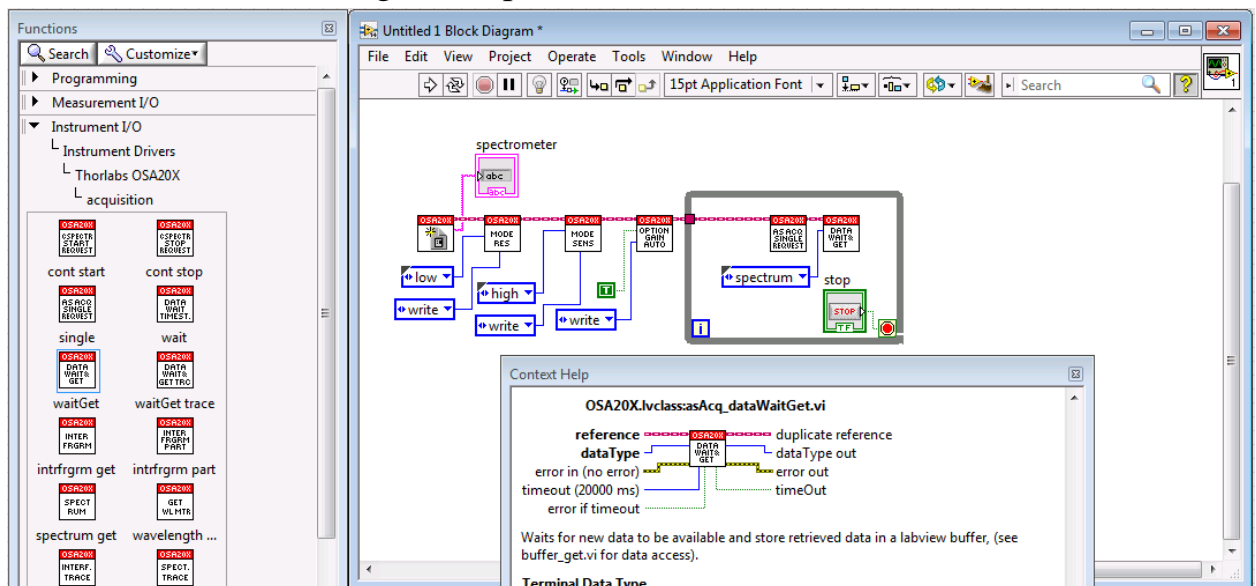 Functions
Search Customize
Programming
Measurement I/O
Instrument I/O
Instrument Drivers
Thorlabs OSA20X
acquisition
OSA20X CSPECTR START REQUEST
OSA20X CSPECTR STOP REQUEST
cont start cont stop
OSA20X AS ACQ SINGLE REQUEST
OSA20X DATA WAIT TIMEST.
single wait
OSA20X DATA WAIT& GET
OSA20X DATA WAIT& GET TRC
waitGet waitGet trace
OSA20X INTER FRGRM
OSA20X INTER FRGRM PART
intrfrgrm get intrfrgrm part
OSA20X SPECT RUM
OSA20X GET WL MTR
spectrum get wavelength ...
OSA20X INTERF. TRACE
OSA20X SPECT. TRACE
Untitled 1 Block Diagram *
File Edit View Project Operate Tools Window Help
15pt Application Font Search
1
spectrometer
abc
abc
OSA20X
OSA20X MODE RES
OSA20X MODE SENS
OSA20X OPTION GAIN AUTO
OSA20X AS ACQ SINGLE REQUEST
OSA20X DATA WAIT& GET
low
high
T
spectrum
stop
STOP
TF
write
write
write
i
Context Help
OSA20X.lvclass:asAcq_dataWaitGet.vi
reference
dataType
error in (no error)
timeout (20000 ms)
error if timeout
OSA20X DATA WAIT& GET
duplicate reference
dataType out
error out
timeOut
Waits for new data to be available and store retrieved data in a labview buffer, (see
buffer_get.vi for data access).
Terminal Data Type